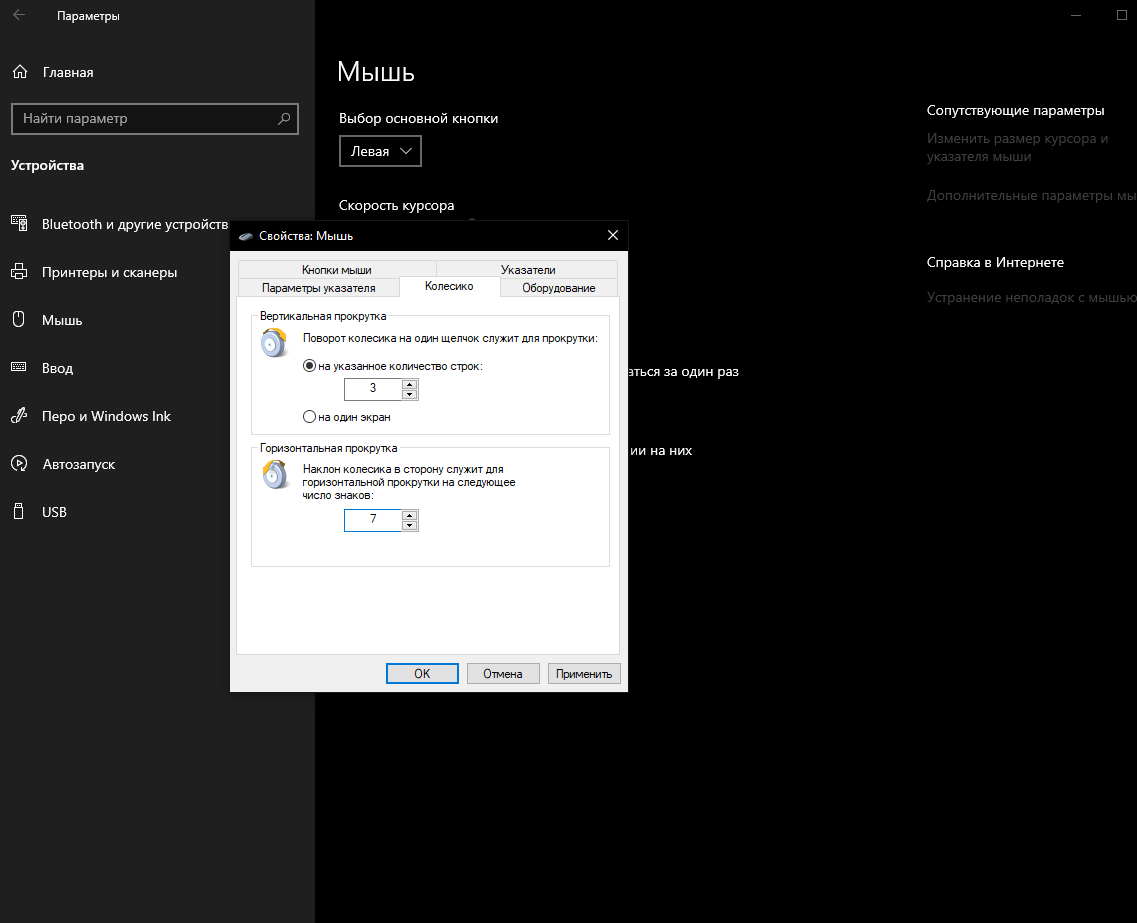 Параметры
Главная
Найти параметр
Устройства
Bluetooth и другие устройств
Принтеры и сканеры
Мышь
Ввод
Перо и Windows Ink
Автозапуск
USB
Мышь
Выбор основной кнопки
Левая
Скорость курсора
аться за один раз
ии на них
Сопутствующие параметры
Изменить размер курсора и
указателя мыши
Дополнительные параметры мы
Справка в Интернете
Устранение неполадок с мышью
Свойства: Мышь
Кнопки мыши
Указатели
Параметры указателя
Колесико
Оборудование
Вертикальная прокрутка
Поворот колесика на один щелчок служит для прокрутки:
на указанное количество строк:
3
на один экран
Горизонтальная прокрутка
Наклон колесика в сторону служит для
горизонтальной прокрутки на следующее
число знаков:
7
ОК
Отмена
Применить